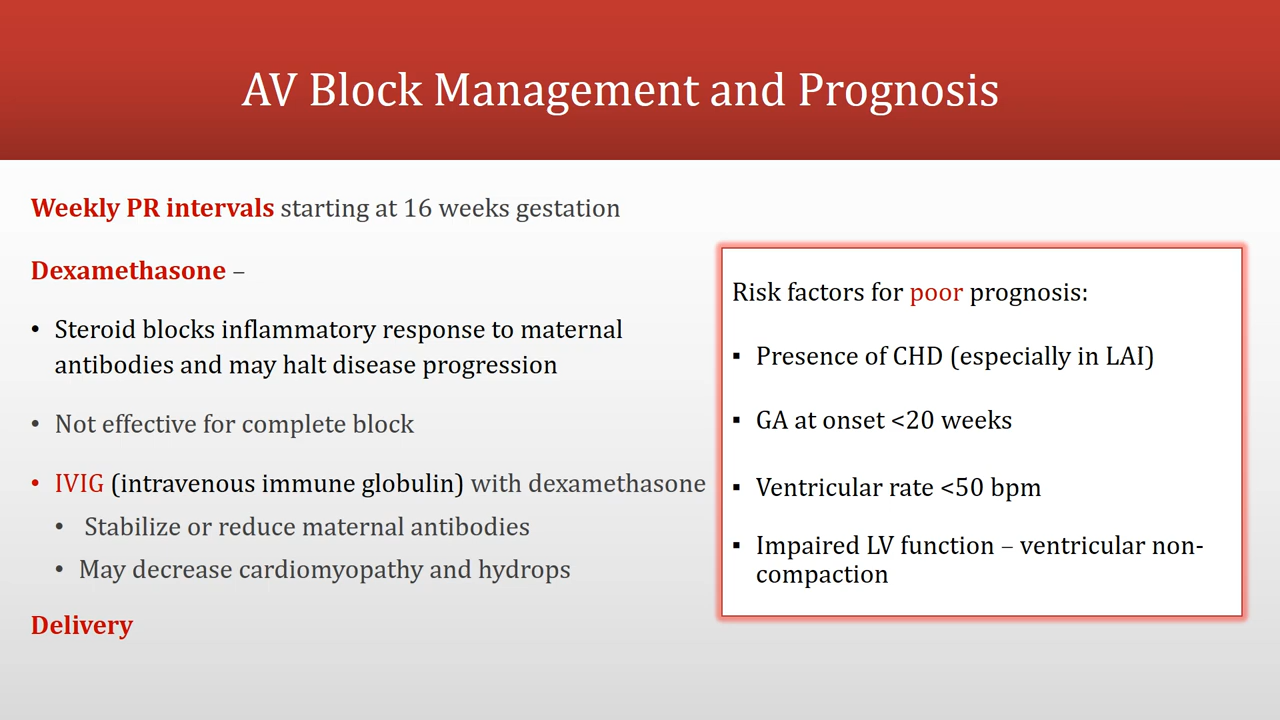 AV Block Management and Prognosis
Weekly PR intervals starting at 16 weeks gestation
Dexamethasone –
• Steroid blocks inflammatory response to maternal
antibodies and may halt disease progression
• Not effective for complete block
• IVIG (intravenous immune globulin) with dexamethasone
• Stabilize or reduce maternal antibodies
• May decrease cardiomyopathy and hydrops
Delivery
Risk factors for poor prognosis:
▪ Presence of CHD (especially in LAI)
▪ GA at onset <20 weeks
▪ Ventricular rate <50 bpm
▪ Impaired LV function – ventricular non-
compaction